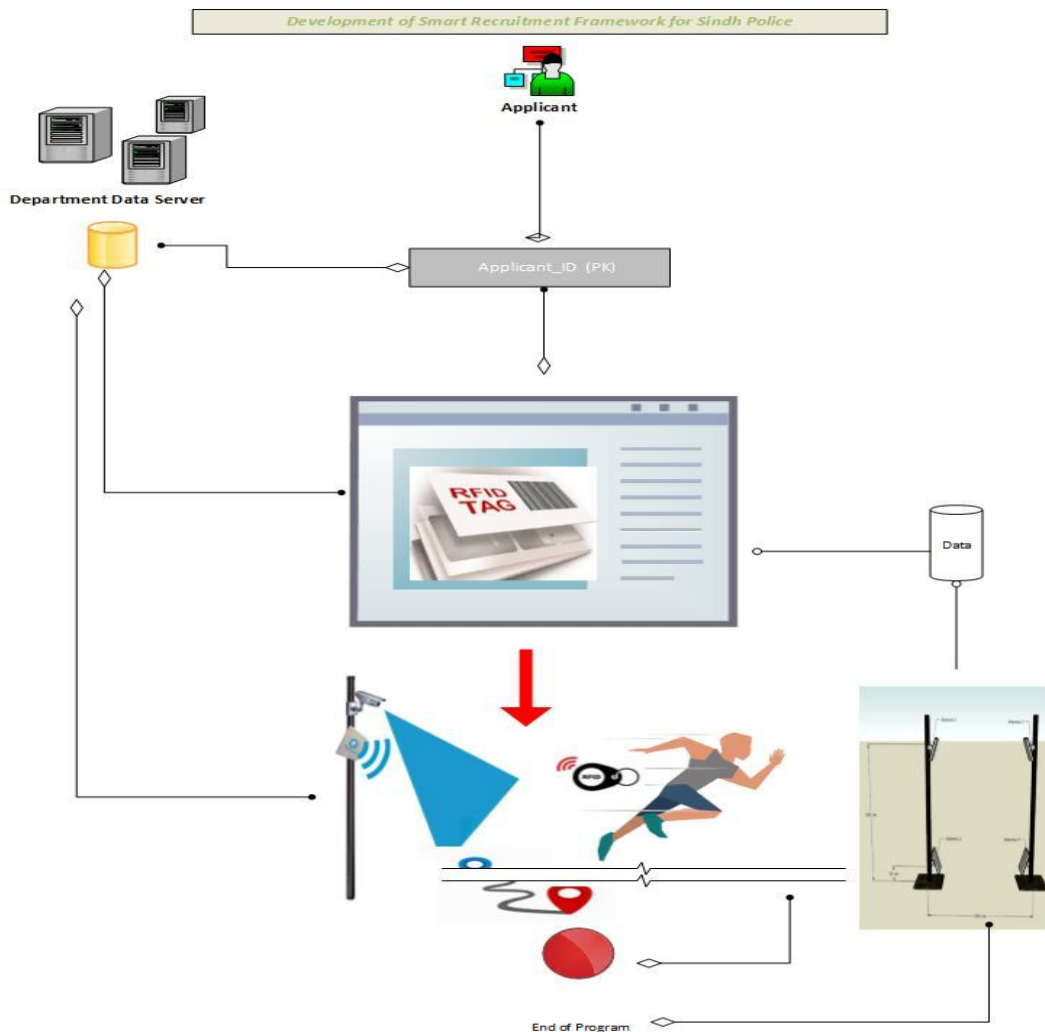 Development of Smart Recruitment Framework for Sindh Police
Applicant
Department Data Server
Applicant_ID (PK)
RFID
TAG
Data
RFID
End of Program